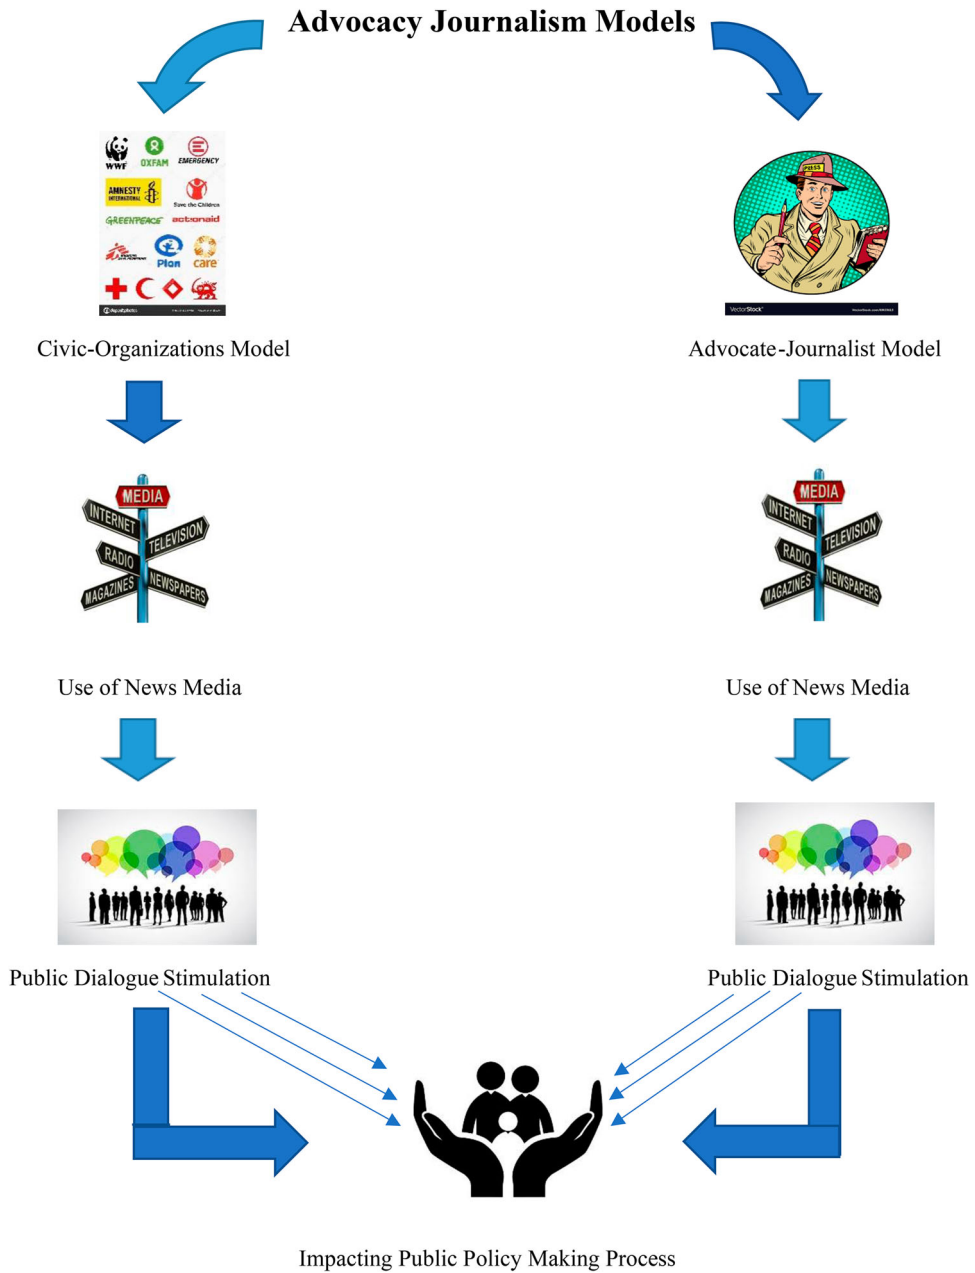 Advocacy Journalism Models
WWF
OXFAM
EMERGENCY
AMNESTY
INTERNATIONAL
Save the Children
GREENPEACE
actionaid
Plan
care
depositphotos
PRESS
VectorStock
Civic-Organizations Model
Advocate-Journalist Model
MEDIA
INTERNET
TELEVISION
RADIO
MAGAZINES
NEWSPAPERS
MEDIA
INTERNET
TELEVISION
RADIO
MAGAZINES
NEWSPAPERS
Use of News Media
Use of News Media
Public Dialogue Stimulation
Public Dialogue Stimulation
Impacting Public Policy Making Process